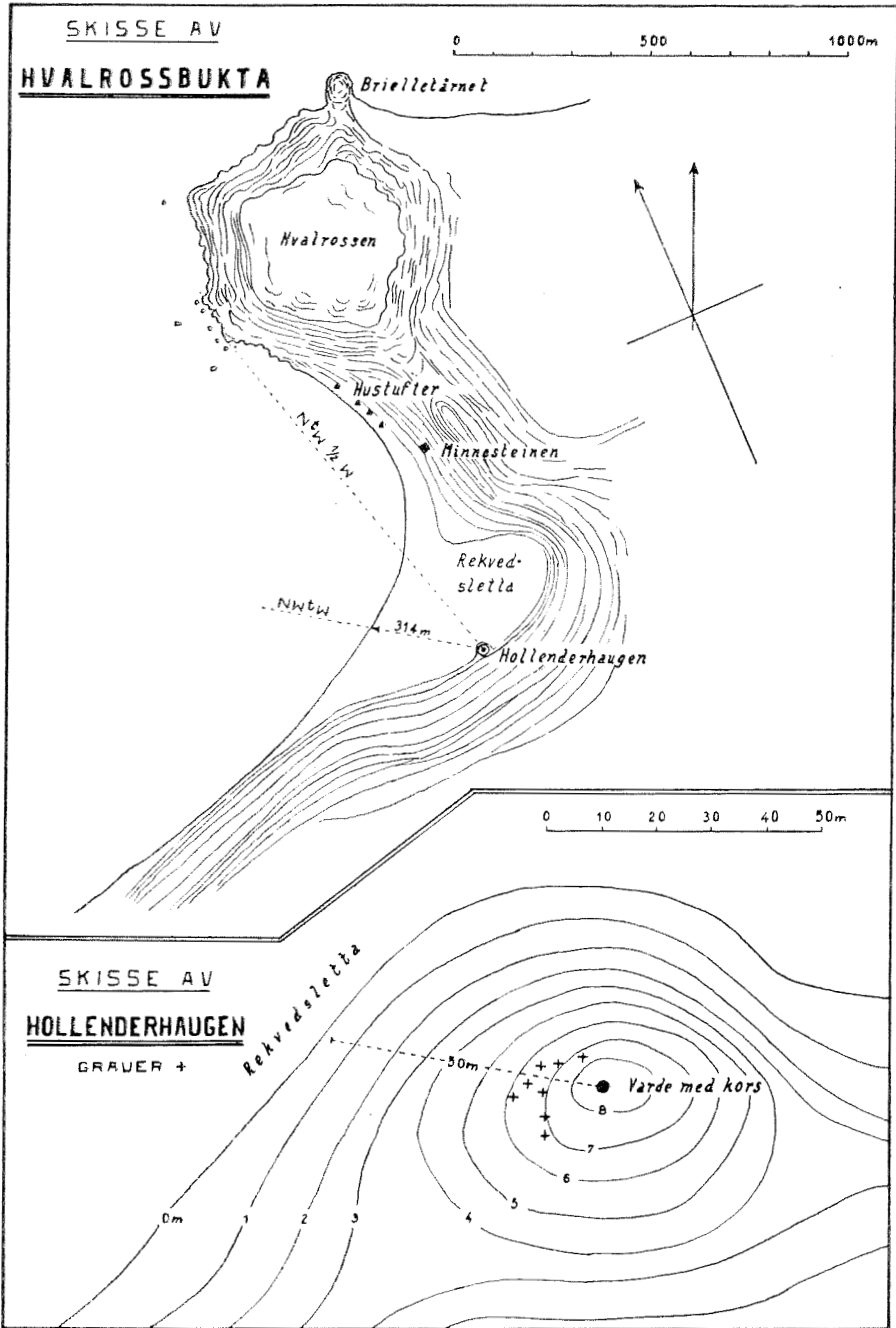 SKISSE AV
HVALROSSBUKTA
0 500 1000m
Brielletårnet
Hvalrossen
Hustufter
NtW ½ W
Minnesteinen
Rekved-
sletta
NWtW
314m
Hollenderhaugen
0 10 20 30 40 50m
SKISSE AV
HOLLENDERHAUGEN
GRAVER +
Rekvedsletta
50m
Varde med kors
8
7
6
5
4
3
2
1
0m